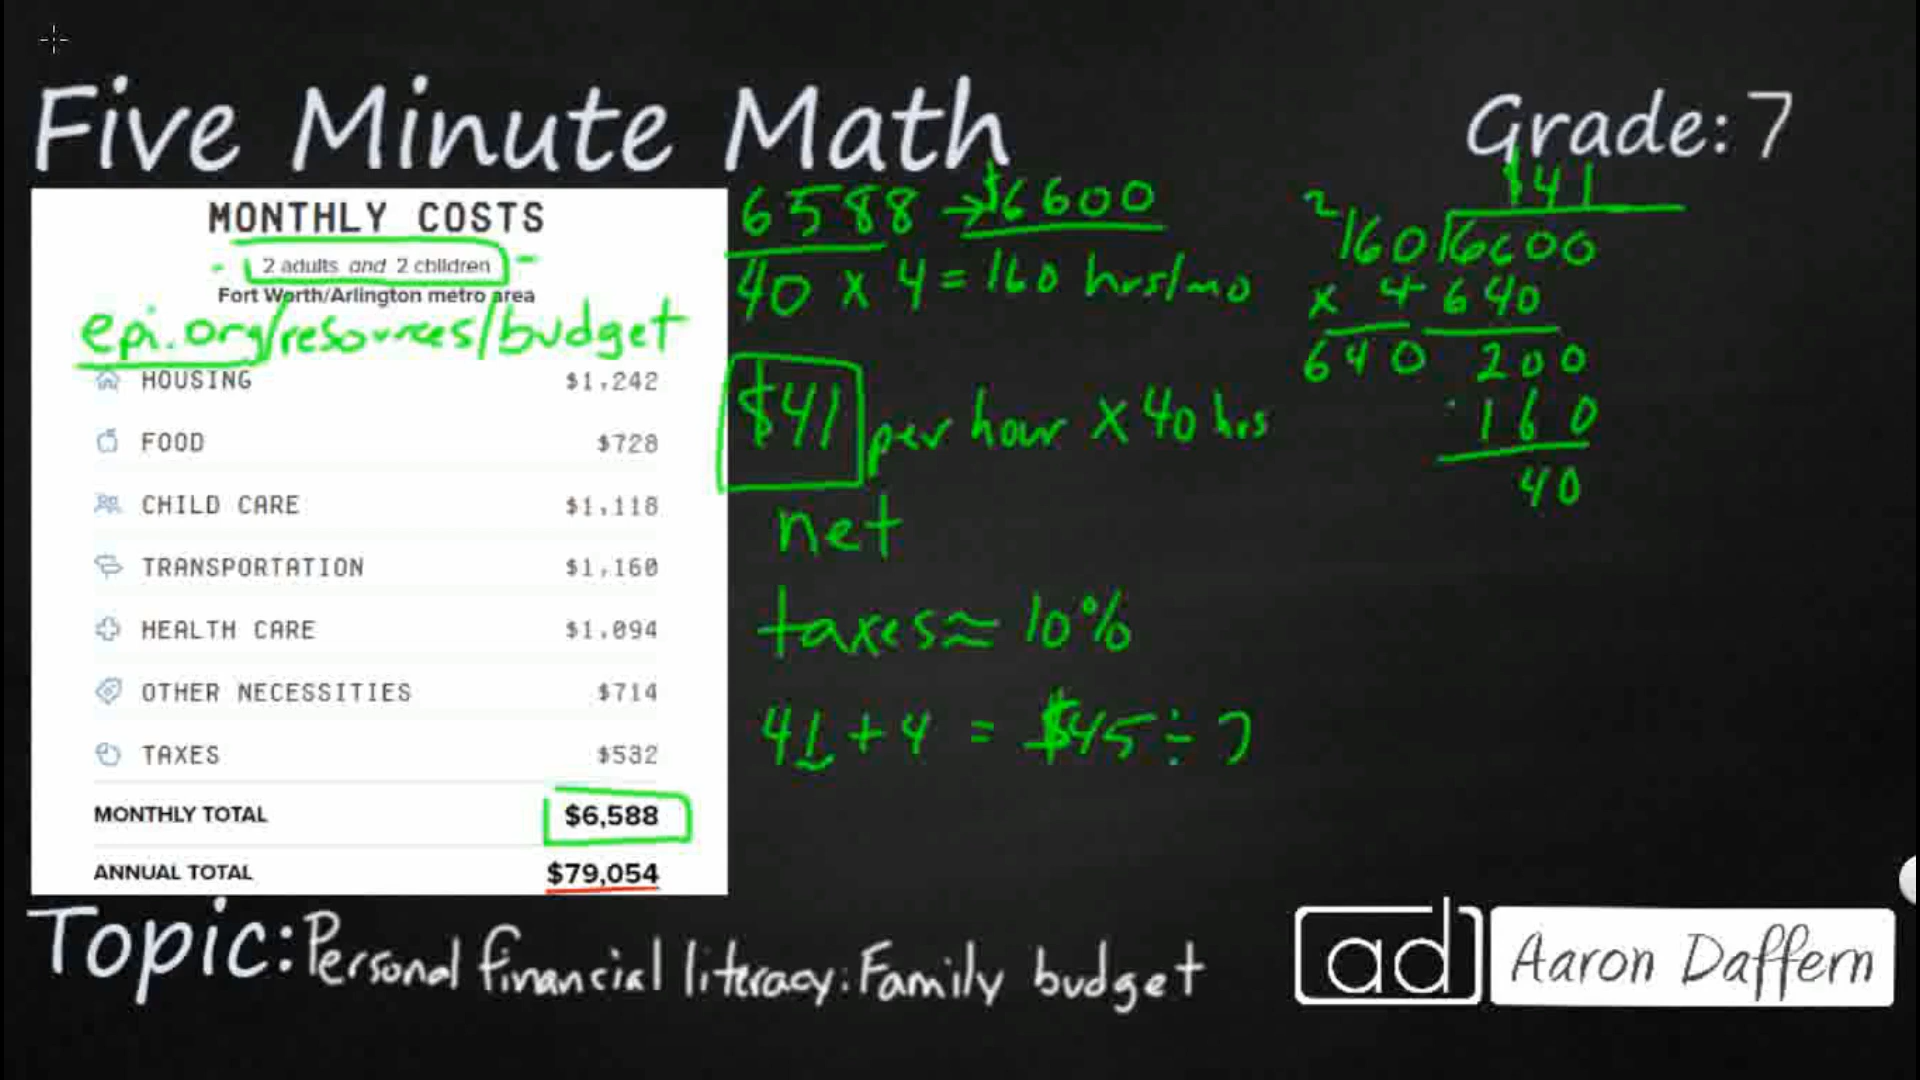 Five Minute Math
Grade: 7
MONTHLY COSTS
2 adults and 2 children
Fort Worth/Arlington metro area
epi.org/resources/budget
HOUSING $1,242
FOOD $728
CHILD CARE $1,118
TRANSPORTATION $1,160
HEALTH CARE $1,094
OTHER NECESSITIES $714
TAXES $532
MONTHLY TOTAL $6,588
ANNUAL TOTAL $79,054
6588 → $6600
40 x 4 = 160 hrs/mo
$41 per hour x 40 hrs
net
taxes ≈ 10%
41 + 4 = $45 ÷ 2
$41
2
160 6600
x 4 640
640 200
160
40
Topic: Personal financial literacy: Family budget
ad Aaron Daffern